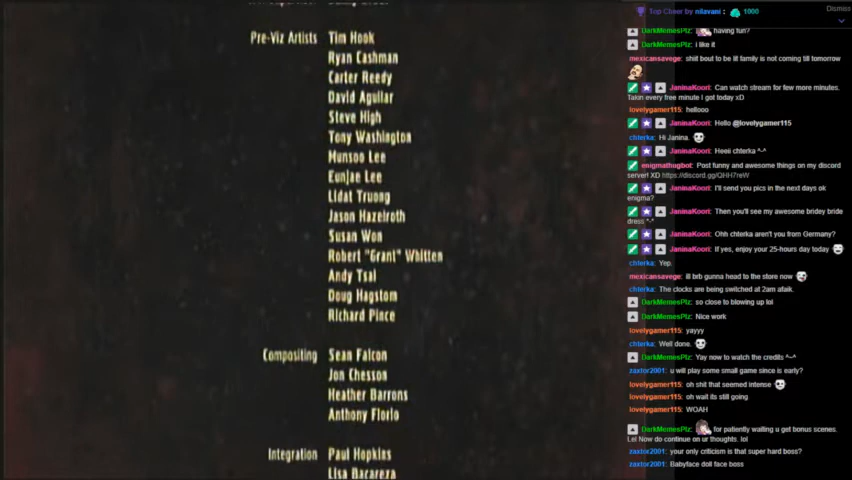 Pre-Viz Artists Tim Hook
Ryan Cashman
Carter Reedy
David Aguilar
Steve High
Tony Washington
Munsoo Lee
Eunjae Lee
Lidat Truong
Jason Hazelroth
Susan Won
Robert "Grant" Whitten
Andy Tsai
Doug Hagstom
Richard Pince
Compositing Sean Falcon
Jon Chesson
Heather Barrons
Anthony Florio
Integration Paul Hopkins
Lisa Bacareza
Top Cheer by nilavani : 1000
Dismiss
DarkMemesPlz: having fun?
DarkMemesPlz: i like it
mexicansavege: shiit bout to be lit family is not coming till tomorrow
JaninaKoori: Can watch stream for few more minutes.
Takin every free minute I got today xD
lovelygamer115: hellooo
JaninaKoori: Hello @lovelygamer115
chterka: Hi Janina.
JaninaKoori: Heeii chterka ^-^
enigmathugbot: Post funny and awesome things on my discord
server! XD https://discord.gg/QHH7reW
JaninaKoori: I'll send you pics in the next days ok
enigma?
JaninaKoori: Then you'll see my awesome bridey bride
dress ^-^
JaninaKoori: Ohh chterka aren't you from Germany?
JaninaKoori: If yes, enjoy your 25-hours day today
chterka: Yep.
mexicansavege: ill brb gunna head to the store now
chterka: The clocks are being switched at 2am afaik.
DarkMemesPlz: so close to blowing up lol
DarkMemesPlz: Nice work
lovelygamer115: yayyy
chterka: Well done.
DarkMemesPlz: Yay now to watch the credits ^-^
zaxtor2001: u will play some small game since is early?
lovelygamer115: oh shit that seemed intense
lovelygamer115: oh wait its still going
lovelygamer115: WOAH
DarkMemesPlz: for patiently waiting u get bonus scenes.
Lel Now do continue on ur thoughts. lol
zaxtor2001: your only criticism is that super hard boss?
zaxtor2001: Babyface doll face boss